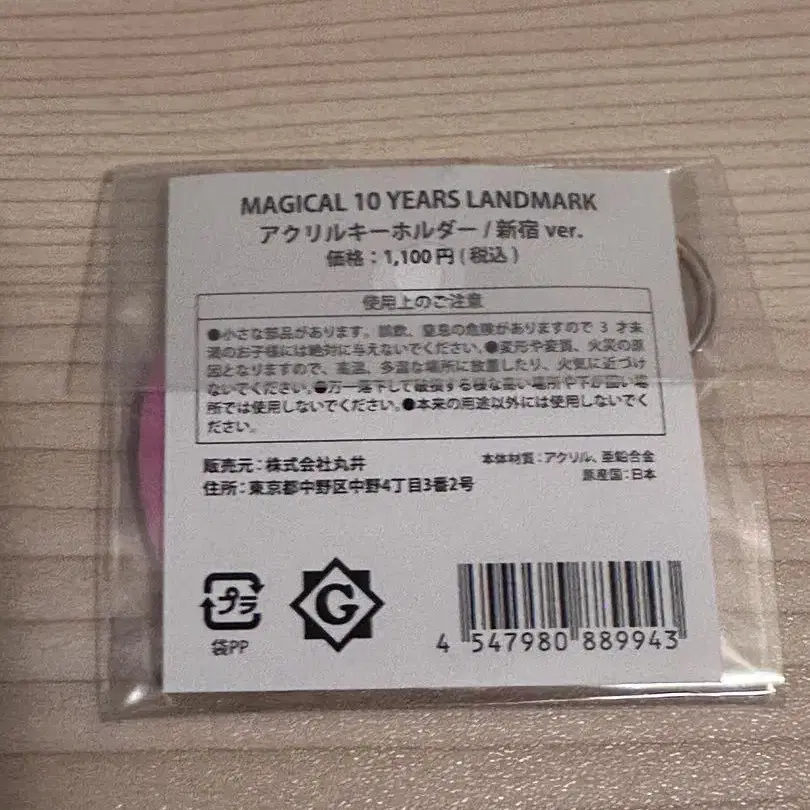 MAGICAL 10 YEARS LANDMARK
アクリルキーホルダー / 新宿 ver.
価格：1,100円 ( 税込 )
使用上のご注意
●小さな部品があります。誤飲、窒息の危険がありますので 3 才未
満のお子様には絶対に与えないでください。●変形や変質、火災の原
因となりますので、高温、多湿な場所に放置したり、火気に近づけ
ないでください。●万一落下して破損する様な高い場所や下が固い場
所では使用しないでください。●本来の用途以外には使用しないでくだ
さい。
販売元：株式会社丸井
住所：東京都中野区中野4丁目3番2号
本体材質：アクリル、亜鉛合金
原産国：日本
プラ
袋PP
G
4 547980 889943